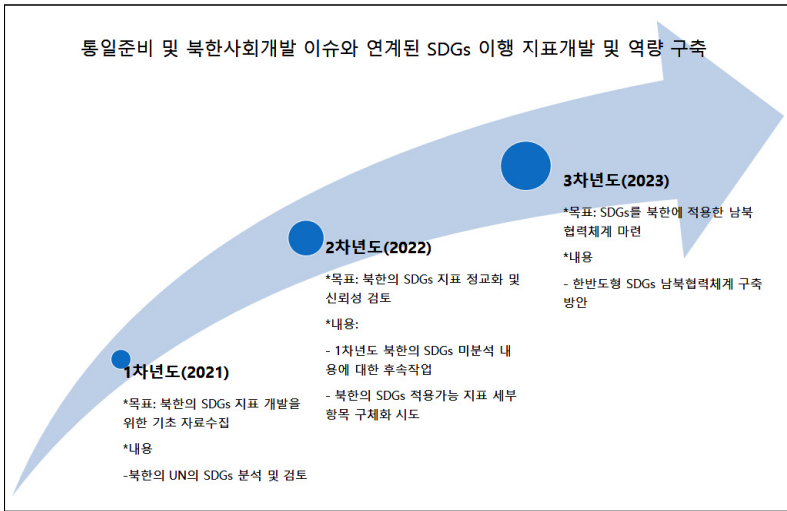 통일준비 및 북한사회개발 이슈와 연계된 SDGs 이행 지표개발 및 역량 구축
1차년도(2021)
*목표: 북한의 SDGs 지표 개발을
위한 기초 자료수집
*내용
-북한의 UN의 SDGs 분석 및 검토
2차년도(2022)
*목표: 북한의 SDGs 지표 정교화 및
신뢰성 검토
*내용:
- 1차년도 북한의 SDGs 미분석 내
용에 대한 후속작업
- 북한의 SDGs 적용가능 지표 세부
항목 구체화 시도
3차년도(2023)
*목표: SDGs를 북한에 적용한 남북
협력체계 마련
*내용
- 한반도형 SDGs 남북협력체계 구축
방안